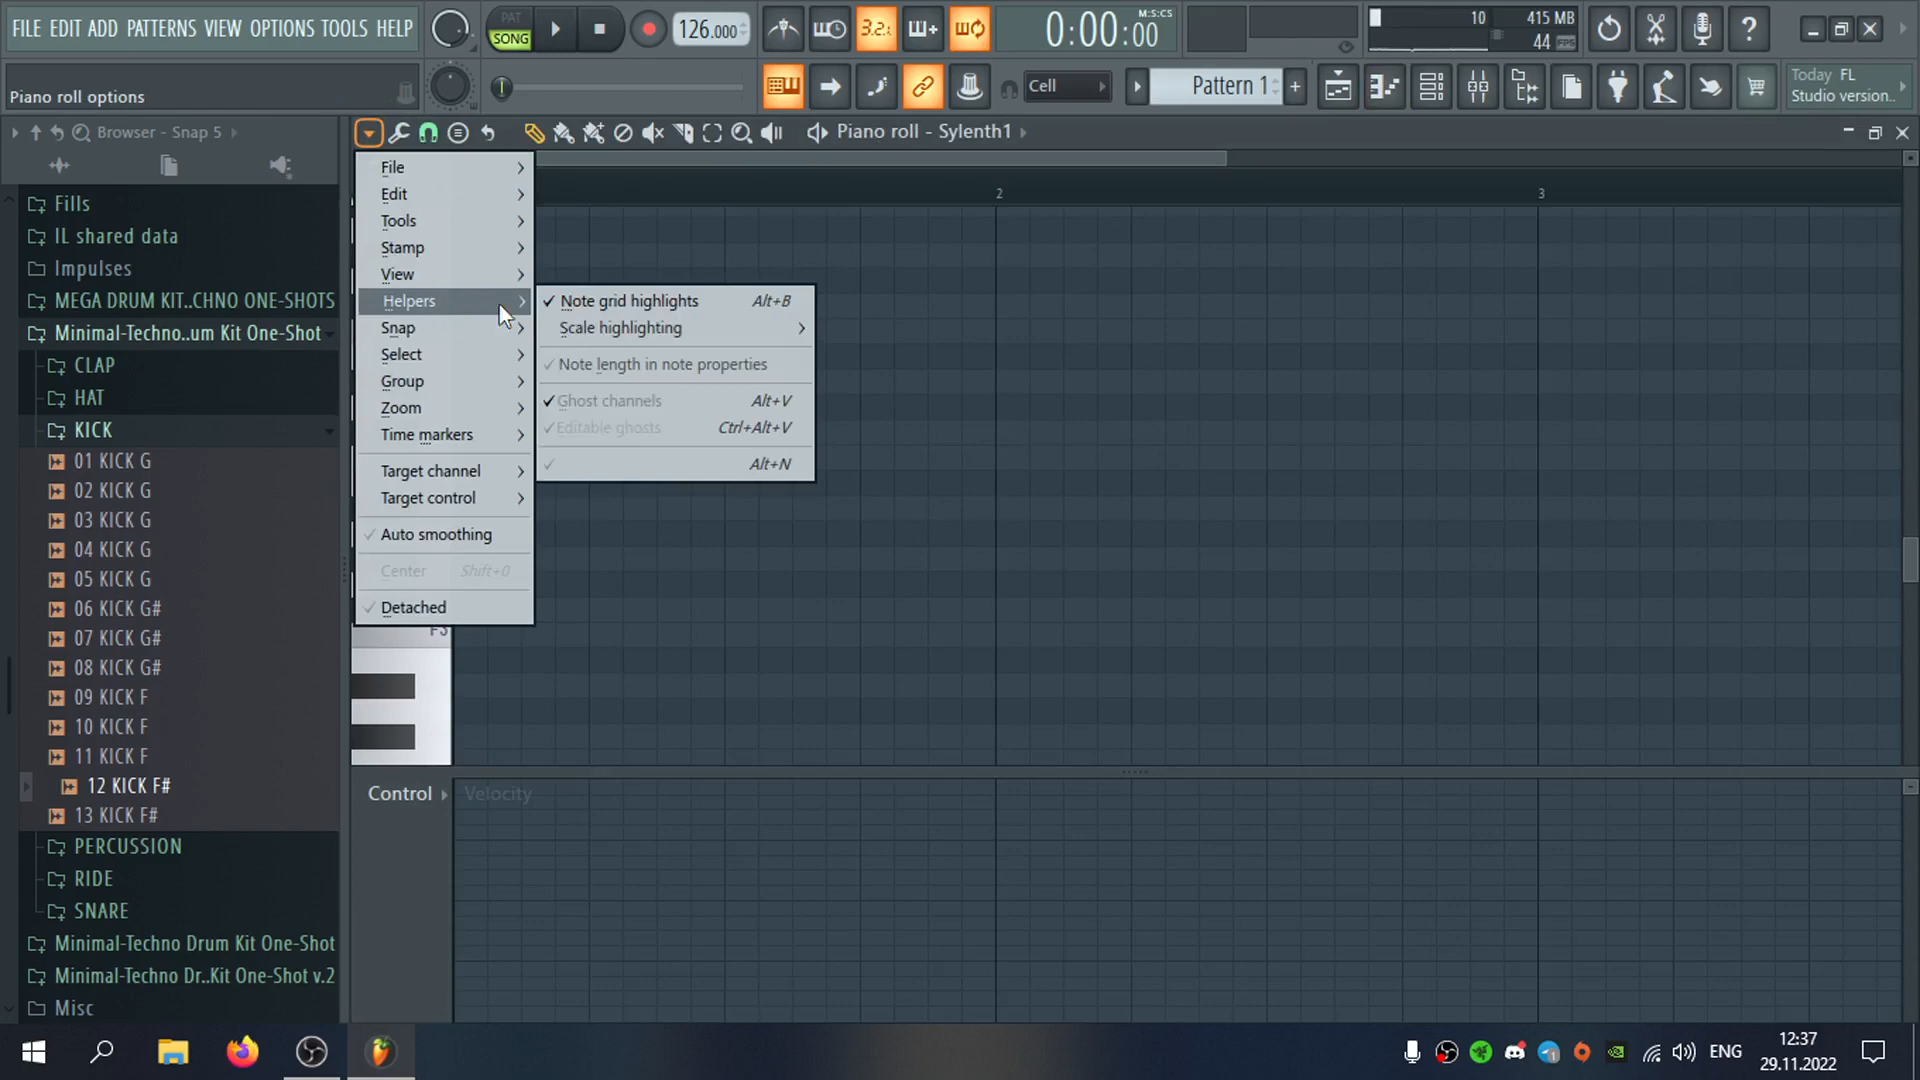 FILE EDIT ADD PATTERNS VIEW OPTIONS TOOLS HELP
PAT
SONG
126.000
3.2.
0:00:00
M:S:CS
10
415 MB
44
Piano roll options
Cell
Pattern 1
Today FL
Studio version..
Browser - Snap 5
Piano roll - Sylenth1
Fills
IL shared data
Impulses
MEGA DRUM KIT..CHNO ONE-SHOTS
Minimal-Techno..um Kit One-Shot
CLAP
HAT
KICK
01 KICK G
02 KICK G
03 KICK G
04 KICK G
05 KICK G
06 KICK G#
07 KICK G#
08 KICK G#
09 KICK F
10 KICK F
11 KICK F
12 KICK F#
13 KICK F#
PERCUSSION
RIDE
SNARE
Minimal-Techno Drum Kit One-Shot
Minimal-Techno Dr..Kit One-Shot v.2
Misc
File
Edit
Tools
Stamp
View
Helpers
Snap
Select
Group
Zoom
Time markers
Target channel
Target control
Auto smoothing
Center Shift+0
Detached
Note grid highlights Alt+B
Scale highlighting
Note length in note properties
Ghost channels Alt+V
Editable ghosts Ctrl+Alt+V
Alt+N
2
3
Control
Velocity
ENG
12:37
29.11.2022